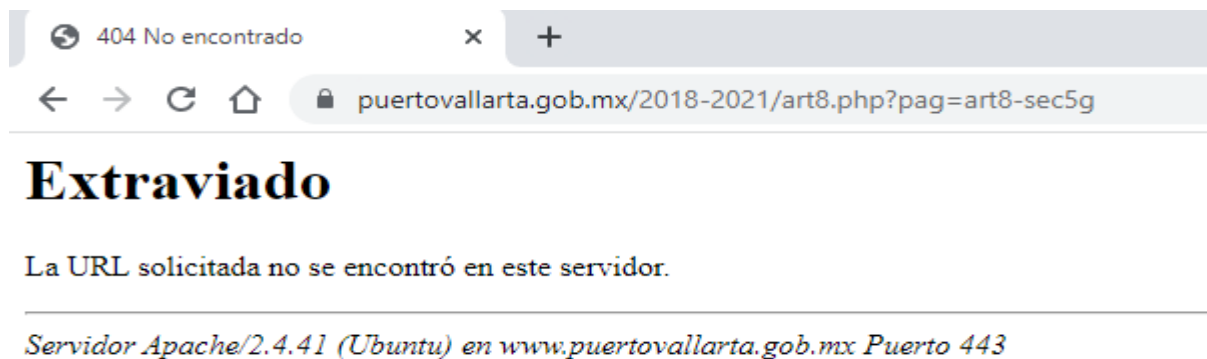 404 No encontrado
puertovallarta.gob.mx/2018-2021/art8.php?pag=art8-sec5g
Extraviado
La URL solicitada no se encontró en este servidor.
Servidor Apache/2.4.41 (Ubuntu) en www.puertovallarta.gob.mx Puerto 443